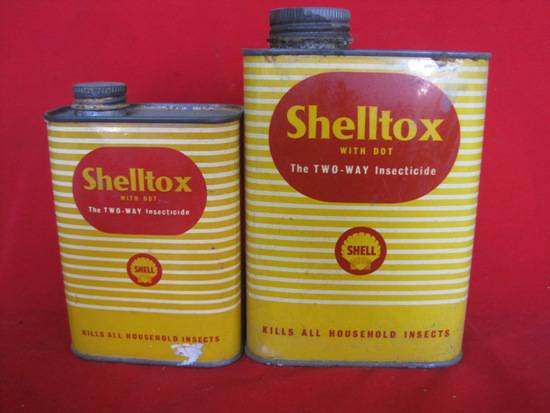 Shelltox
WITH DDT
The TWO-WAY Insecticide
SHELL
KILLS ALL HOUSEHOLD INSECTS
Shelltox
WITH DDT
The TWO-WAY Insecticide
SHELL
KILLS ALL HOUSEHOLD INSECTS